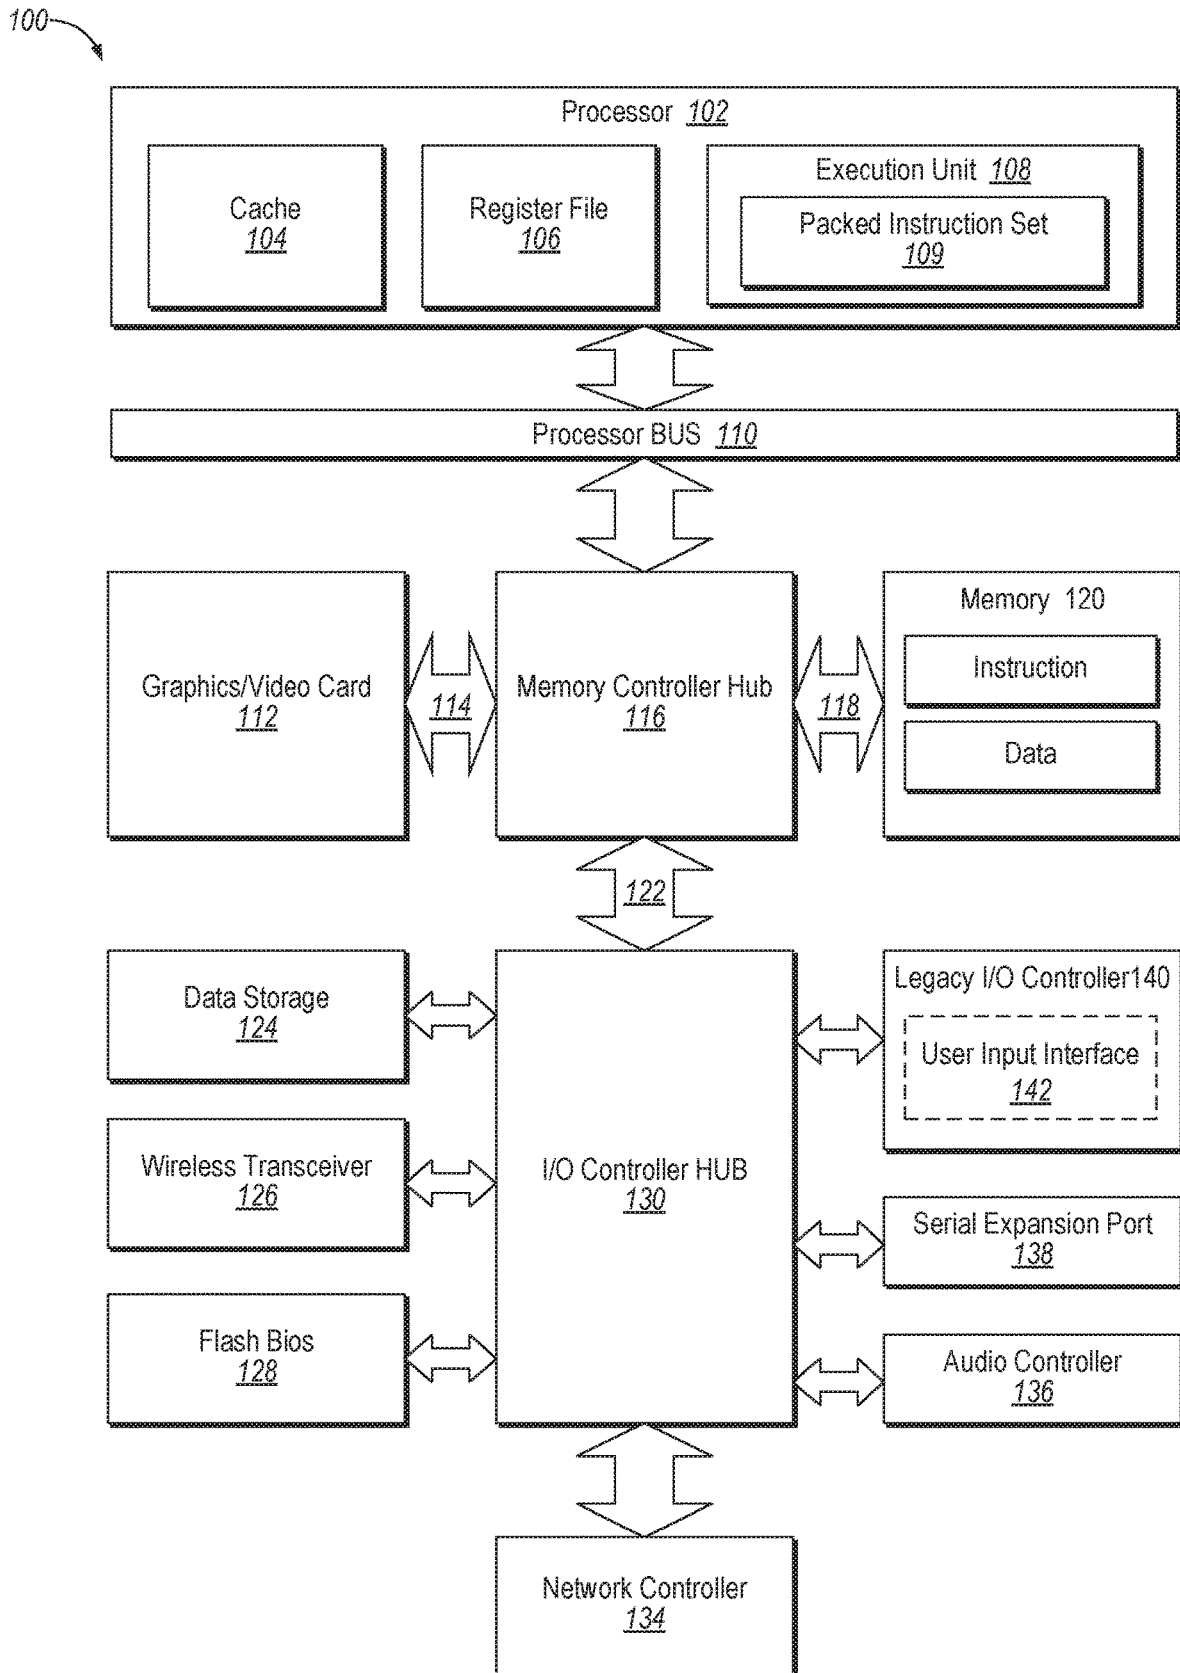 100
Processor 102
Cache
104
Register File
106
Execution Unit 108
Packed Instruction Set
109
Processor BUS 110
Graphics/Video Card
112
114
Memory Controller Hub
116
118
Memory 120
Instruction
Data
122
Data Storage
124
Wireless Transceiver
126
Flash Bios
128
I/O Controller HUB
130
Legacy I/O Controller140
User Input Interface
142
Serial Expansion Port
138
Audio Controller
136
Network Controller
134